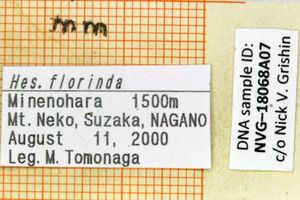 Hes. florinda
Minenohara 1500m
Mt. Neko, Suzaka, NAGANO
August 11, 2000
Leg. M. Tomonaga
DNA sample ID:
NVG–18068A07
c/o Nick V. Grishin
mm